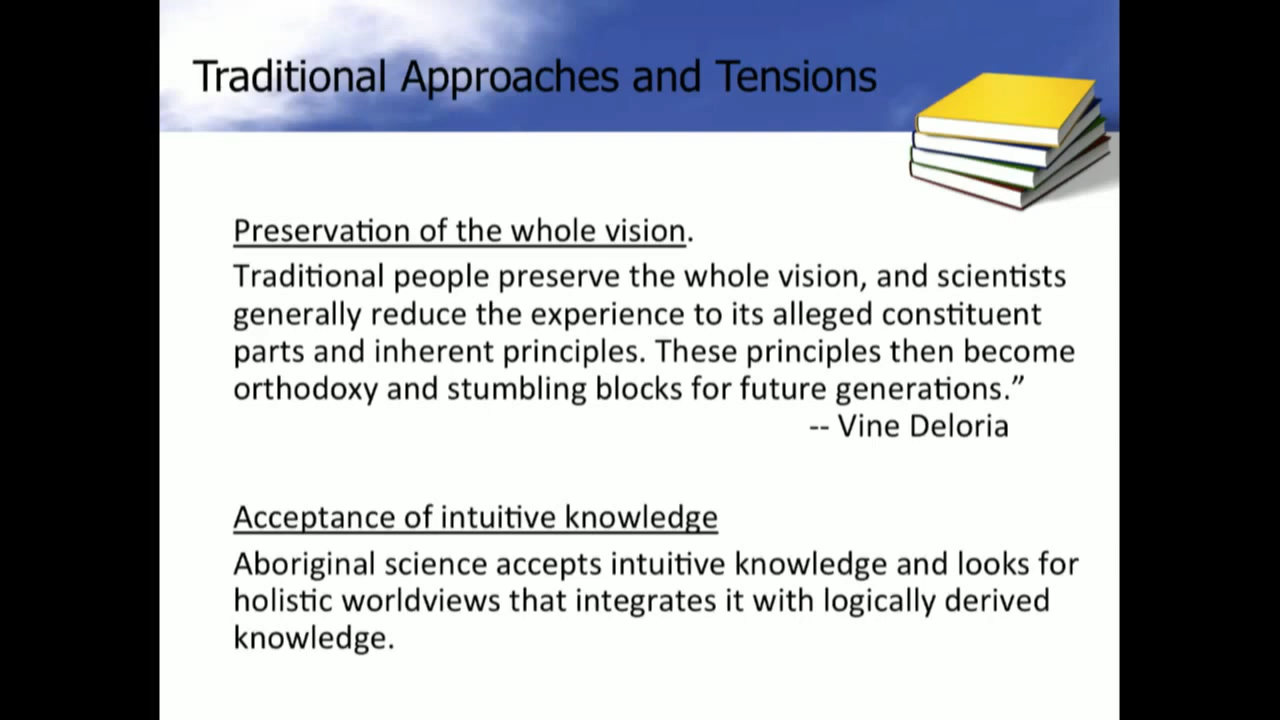 Traditional Approaches and Tensions
Preservation of the whole vision.
Traditional people preserve the whole vision, and scientists
generally reduce the experience to its alleged constituent
parts and inherent principles. These principles then become
orthodoxy and stumbling blocks for future generations.”
-- Vine Deloria
Acceptance of intuitive knowledge
Aboriginal science accepts intuitive knowledge and looks for
holistic worldviews that integrates it with logically derived
knowledge.